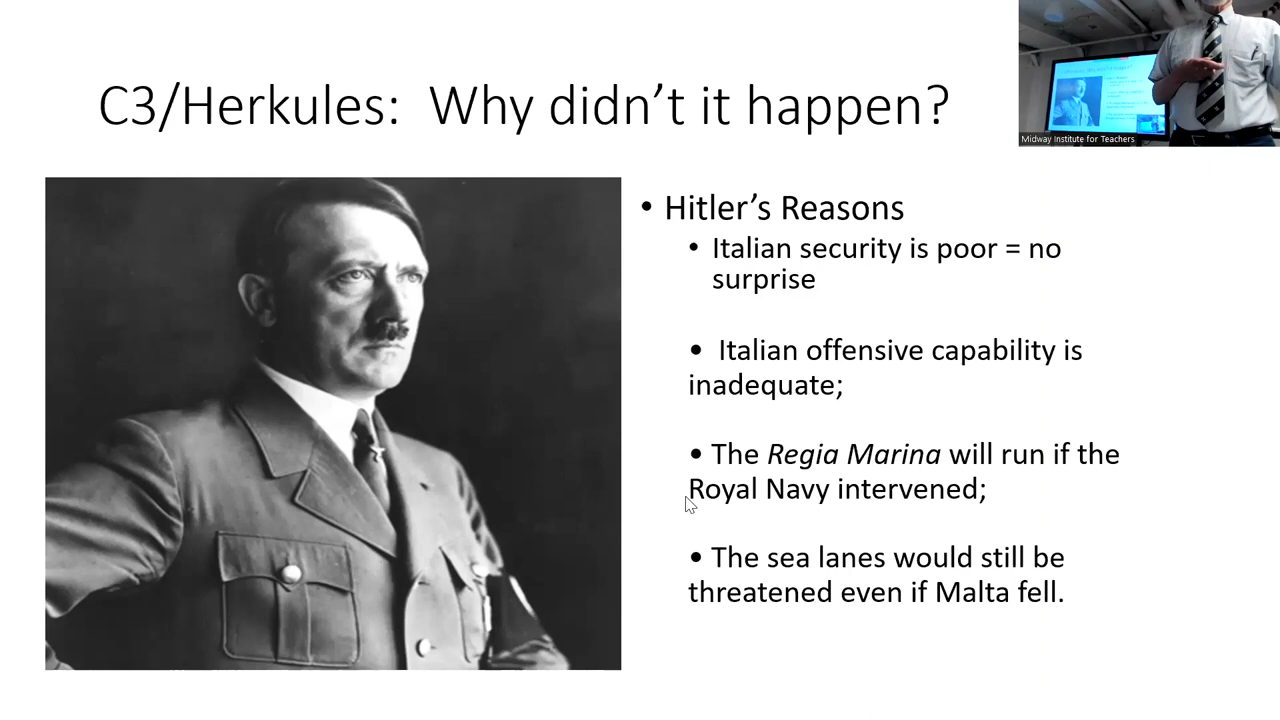 C3/Herkules:  Why didn’t it happen?
Midway Institute for Teachers
• Hitler’s Reasons
• Italian security is poor = no
surprise
•  Italian offensive capability is
inadequate;
• The Regia Marina will run if the
Royal Navy intervened;
• The sea lanes would still be
threatened even if Malta fell.